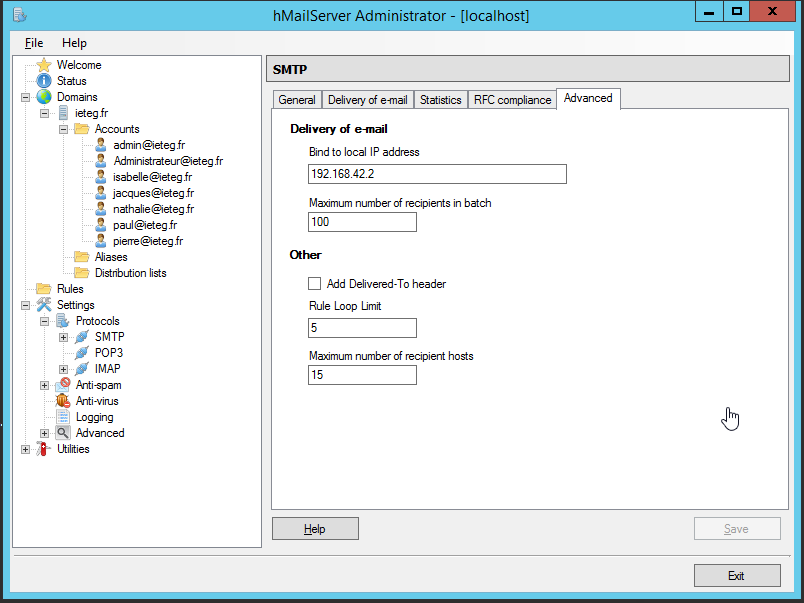 hMailServer Administrator - [localhost]
File Help
Welcome
Status
Domains
ieteg.fr
Accounts
admin@ieteg.fr
Administrateur@ieteg.fr
isabelle@ieteg.fr
jacques@ieteg.fr
nathalie@ieteg.fr
paul@ieteg.fr
pierre@ieteg.fr
Aliases
Distribution lists
Rules
Settings
Protocols
SMTP
POP3
IMAP
Anti-spam
Anti-virus
Logging
Advanced
Utilities
SMTP
General Delivery of e-mail Statistics RFC compliance Advanced
Delivery of e-mail
Bind to local IP address
192.168.42.2
Maximum number of recipients in batch
100
Other
Add Delivered-To header
Rule Loop Limit
5
Maximum number of recipient hosts
15
Help Save
Exit